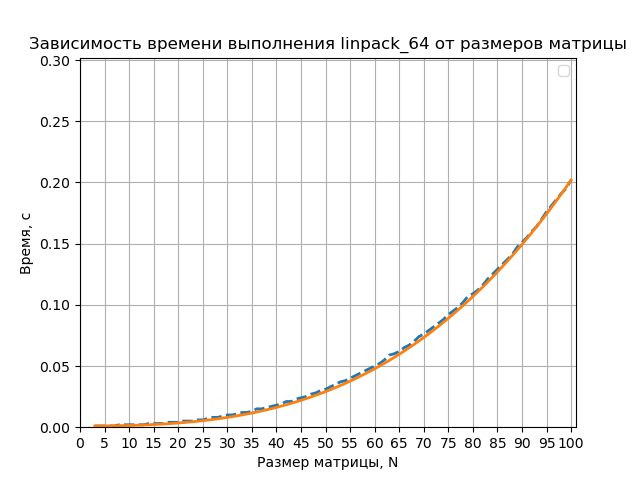 Зависимость времени выполнения linpack_64 от размеров матрицы
0.30
0.25
0.20
0.15
0.10
0.05
0.00
0 5 10 15 20 25 30 35 40 45 50 55 60 65 70 75 80 85 90 95 100
Время, с
Размер матрицы, N